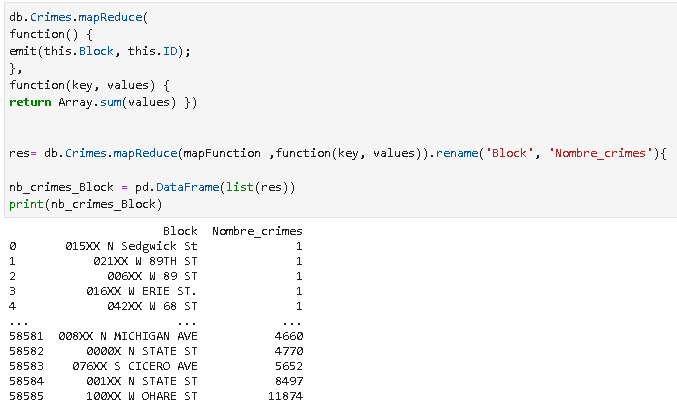 db.Crimes.mapReduce(
function() {
emit(this.Block, this.ID);
},
function(key, values) {
return Array.sum(values) })
res= db.Crimes.mapReduce(mapFunction ,function(key, values)).rename('Block', 'Nombre_crimes'){
nb_crimes_Block = pd.DataFrame(list(res))
print(nb_crimes_Block)
Block Nombre_crimes
0 015XX N Sedgwick St 1
1 021XX W 89TH ST 1
2 006XX W 89 ST 1
3 016XX W ERIE ST. 1
4 042XX W 68 ST 1
... ... ...
58581 008XX N MICHIGAN AVE 4660
58582 0000X N STATE ST 4770
58583 076XX S CICERO AVE 5652
58584 001XX N STATE ST 8497
58585 100XX W OHARE ST 11874